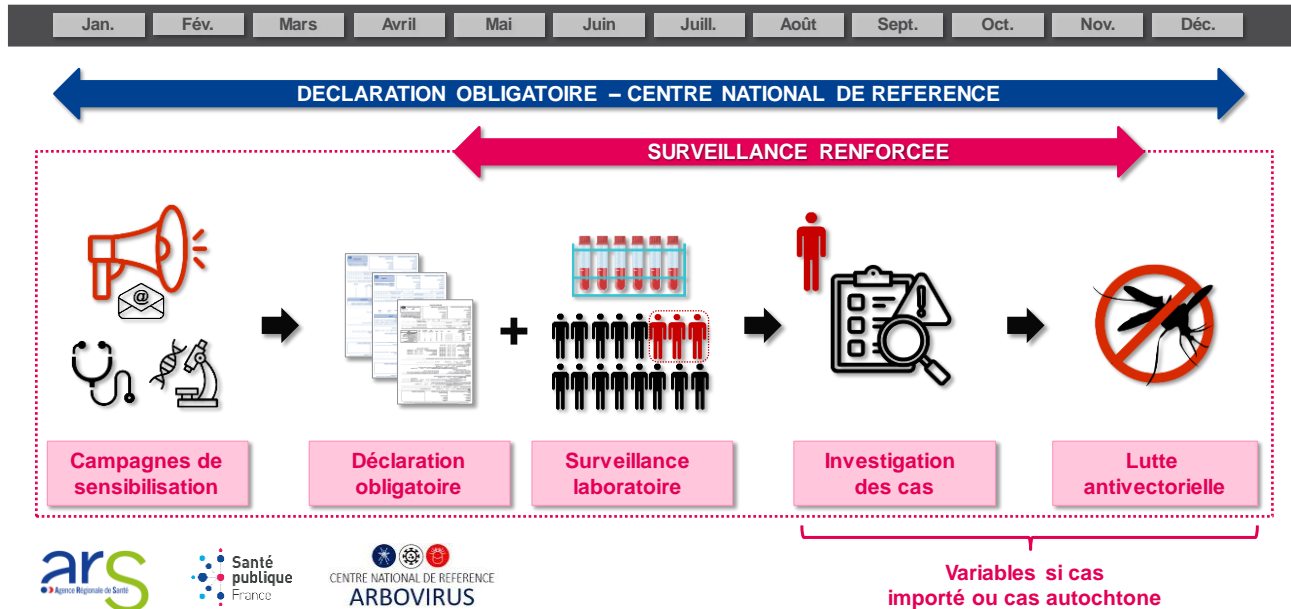 Jan. Fév. Mars Avril Mai Juin Juill. Août Sept. Oct. Nov. Déc.
DECLARATION OBLIGATOIRE – CENTRE NATIONAL DE REFERENCE
SURVEILLANCE RENFORCEE
@
+
Campagnes de
sensibilisation
Déclaration
obligatoire
Surveillance
laboratoire
Investigation
des cas
Lutte
antivectorielle
ars
Agence Régionale de Santé
Santé
publique
France
CENTRE NATIONAL DE REFERENCE
ARBOVIRUS
Variables si cas
importé ou cas autochtone